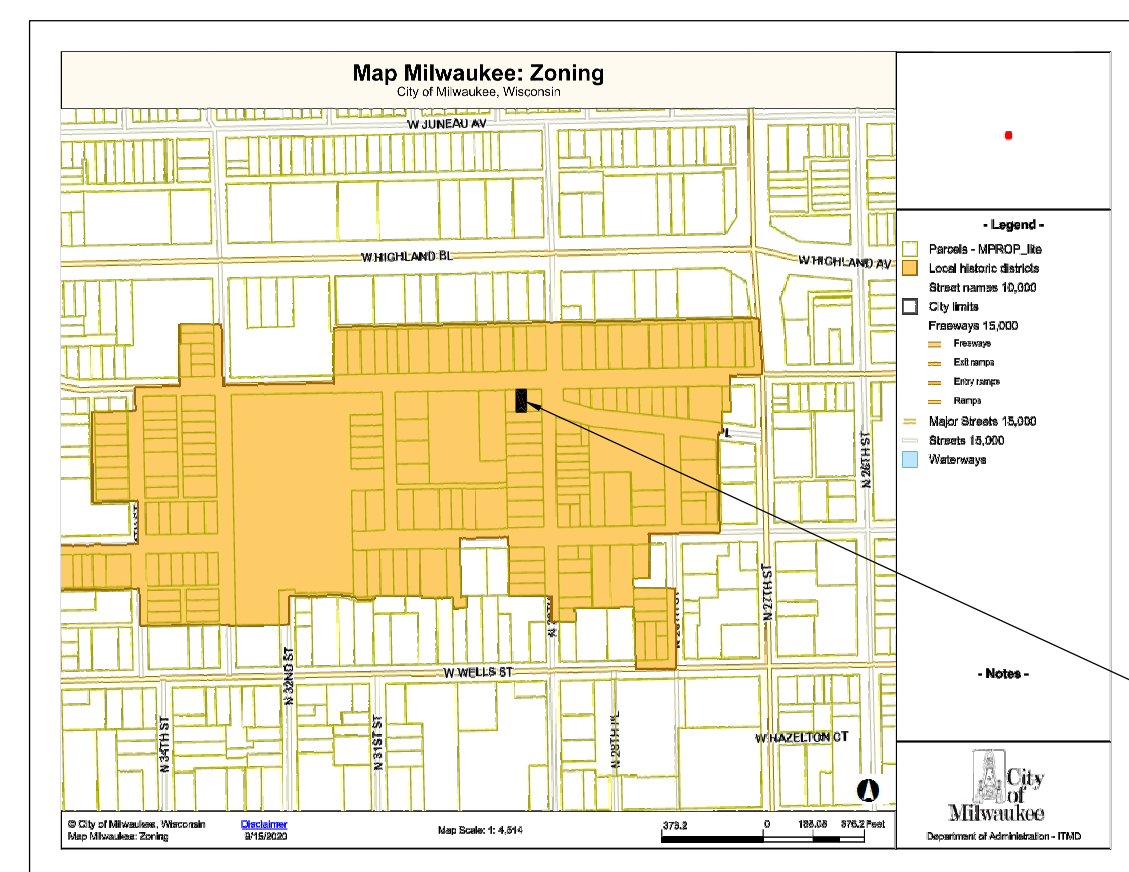 Map Milwaukee: Zoning
City of Milwaukee, Wisconsin
W JUNEAU AV
W HIGHLAND BL
W HIGHLAND AV
PL
N 26TH ST
N 27TH ST
W WELLS ST
N 32ND ST
N 34TH ST
N 31ST ST
N 28TH PL
W HAZELTON CT
- Legend -
Parcels - MPROP_lite
Local historic districts
Street names 10,000
City limits
Freeways 15,000
Freeways
Exit ramps
Entry ramps
Ramps
Major Streets 15,000
Streets 15,000
Waterways
- Notes -
City
of
Milwaukee
Department of Administration - ITMD
© City of Milwaukee, Wisconsin
Map Milwaukee: Zoning
Disclaimer
9/15/2020
Map Scale: 1: 4,514
0
376.2 Feet